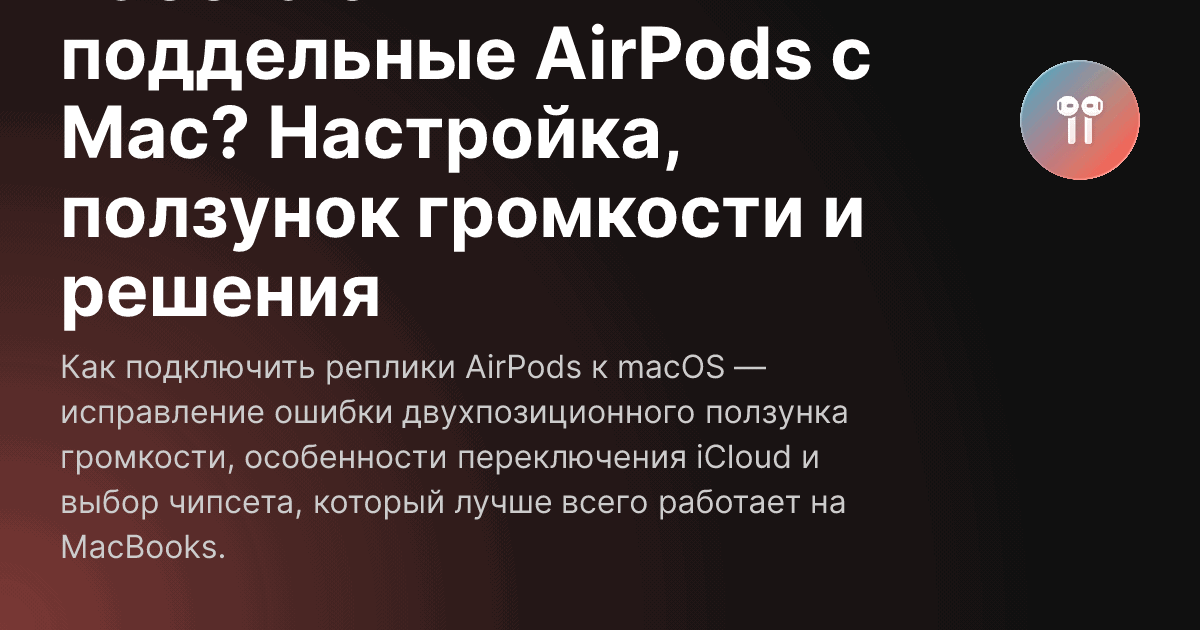 поддельные AirPods с
Mac? Настройка,
ползунок громкости и
решения
Как подключить реплики AirPods к macOS —
исправление ошибки двухпозиционного ползунка
громкости, особенности переключения iCloud и
выбор чипсета, который лучше всего работает на
MacBooks.